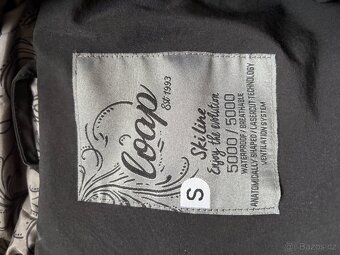 loap
EST 1993
Ski line
Enjoy the evolution
5000 / 5000
WATERPROOF / BREATHABLE
ANATOMICALLY SHAPED / LASERCUT TECHNOLOGY
VENTILATION SYSTEM
S
©Bazos.cz